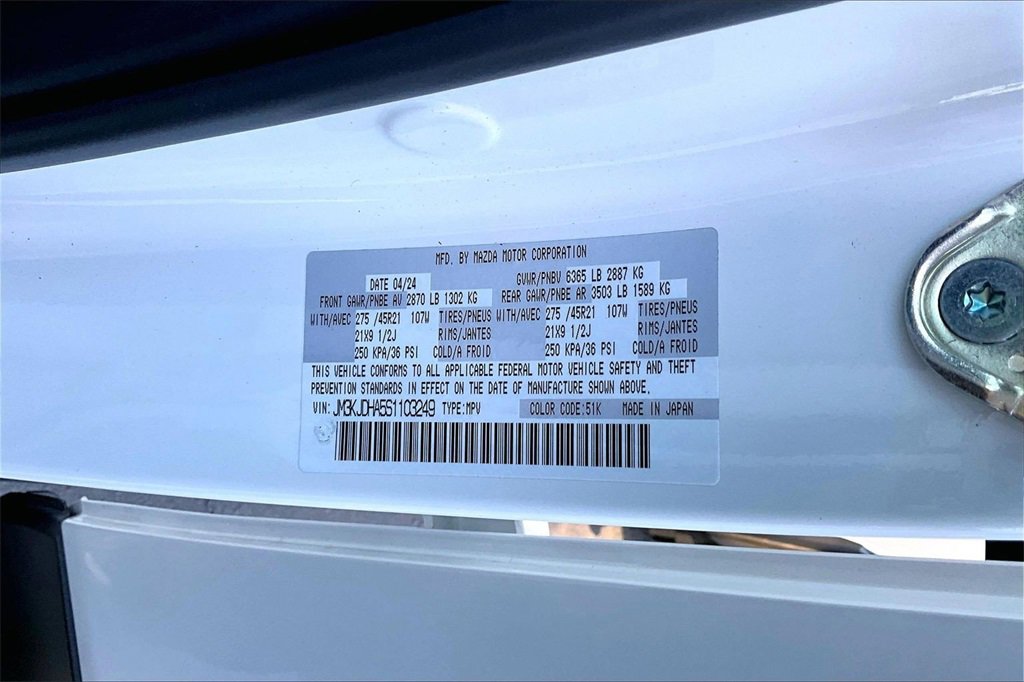 MFD. BY MAZDA MOTOR CORPORATION
DATE 04/24 GVWR/PNBV 6365 LB 2887 KG
FRONT GAWR/PNBE AV 2870 LB 1302 KG REAR GAWR/PNBE AR 3503 LB 1589 KG
WITH/AVEC 275 /45R21 107W TIRES/PNEUS WITH/AVEC 275 /45R21 107W TIRES/PNEUS
21X9 1/2J RIMS/JANTES 21X9 1/2J RIMS/JANTES
250 KPA/36 PSI COLD/A FROID 250 KPA/36 PSI COLD/A FROID
THIS VEHICLE CONFORMS TO ALL APPLICABLE FEDERAL MOTOR VEHICLE SAFETY AND THEFT
PREVENTION STANDARDS IN EFFECT ON THE DATE OF MANUFACTURE SHOWN ABOVE.
VIN: JM3KJDHA5S1103249 TYPE:MPV COLOR CODE:51K MADE IN JAPAN